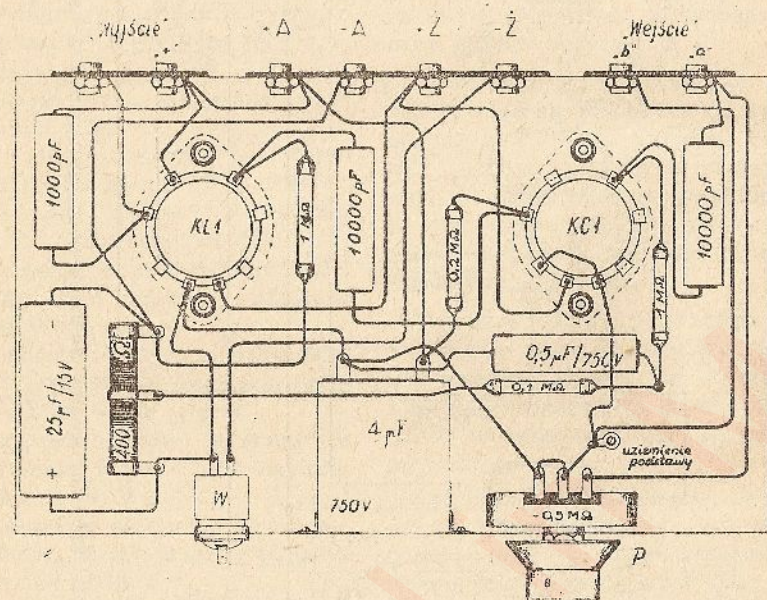 "Wyjście"
"+"
+A
-A
+Ż
-Ż
"Wejście"
"b"
"a"
1000pF
KL1
1 MΩ
10000pF
0,2 MΩ
KC1
1 MΩ
10000pF
25µF/15V
-
+
400 Ω
0,5µF/750V
0,1 MΩ
4µF
750V
W.
uziemienie
podstawy
-0,5 MΩ
P